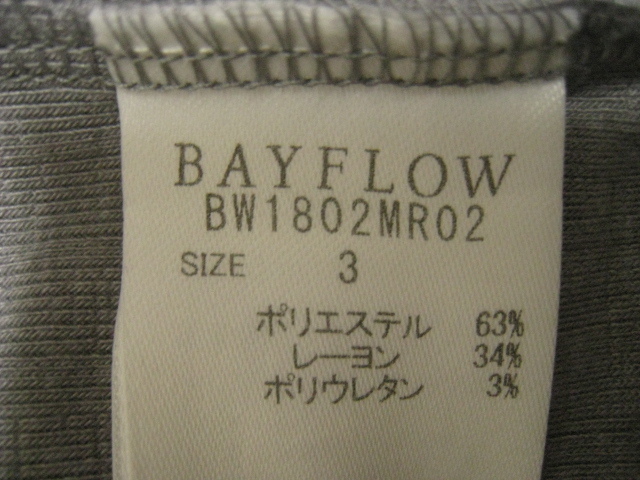 BAYFLOW
BW1802MR02
SIZE 3
ポリエステル 63%
レーヨン 34%
ポリウレタン 3%